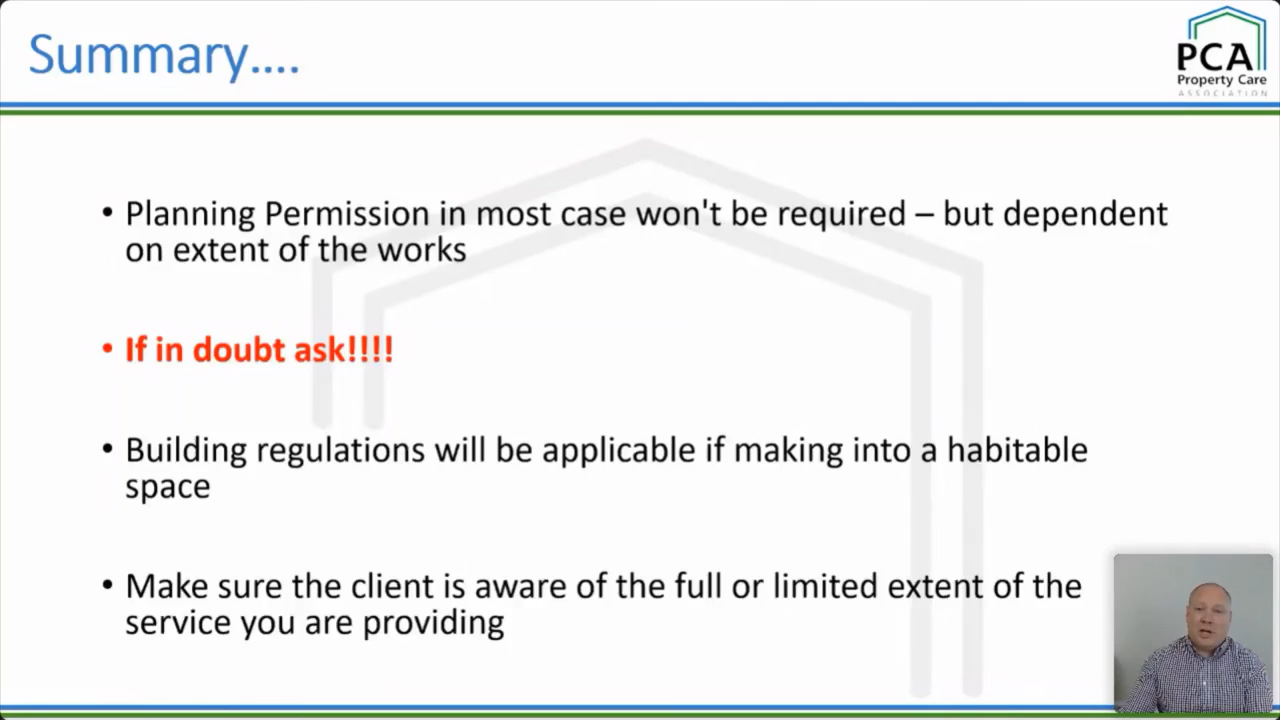 Summary....
PCA
Property Care
ASSOCIATION
• Planning Permission in most case won't be required – but dependent
on extent of the works
• If in doubt ask!!!!
• Building regulations will be applicable if making into a habitable
space
• Make sure the client is aware of the full or limited extent of the
service you are providing